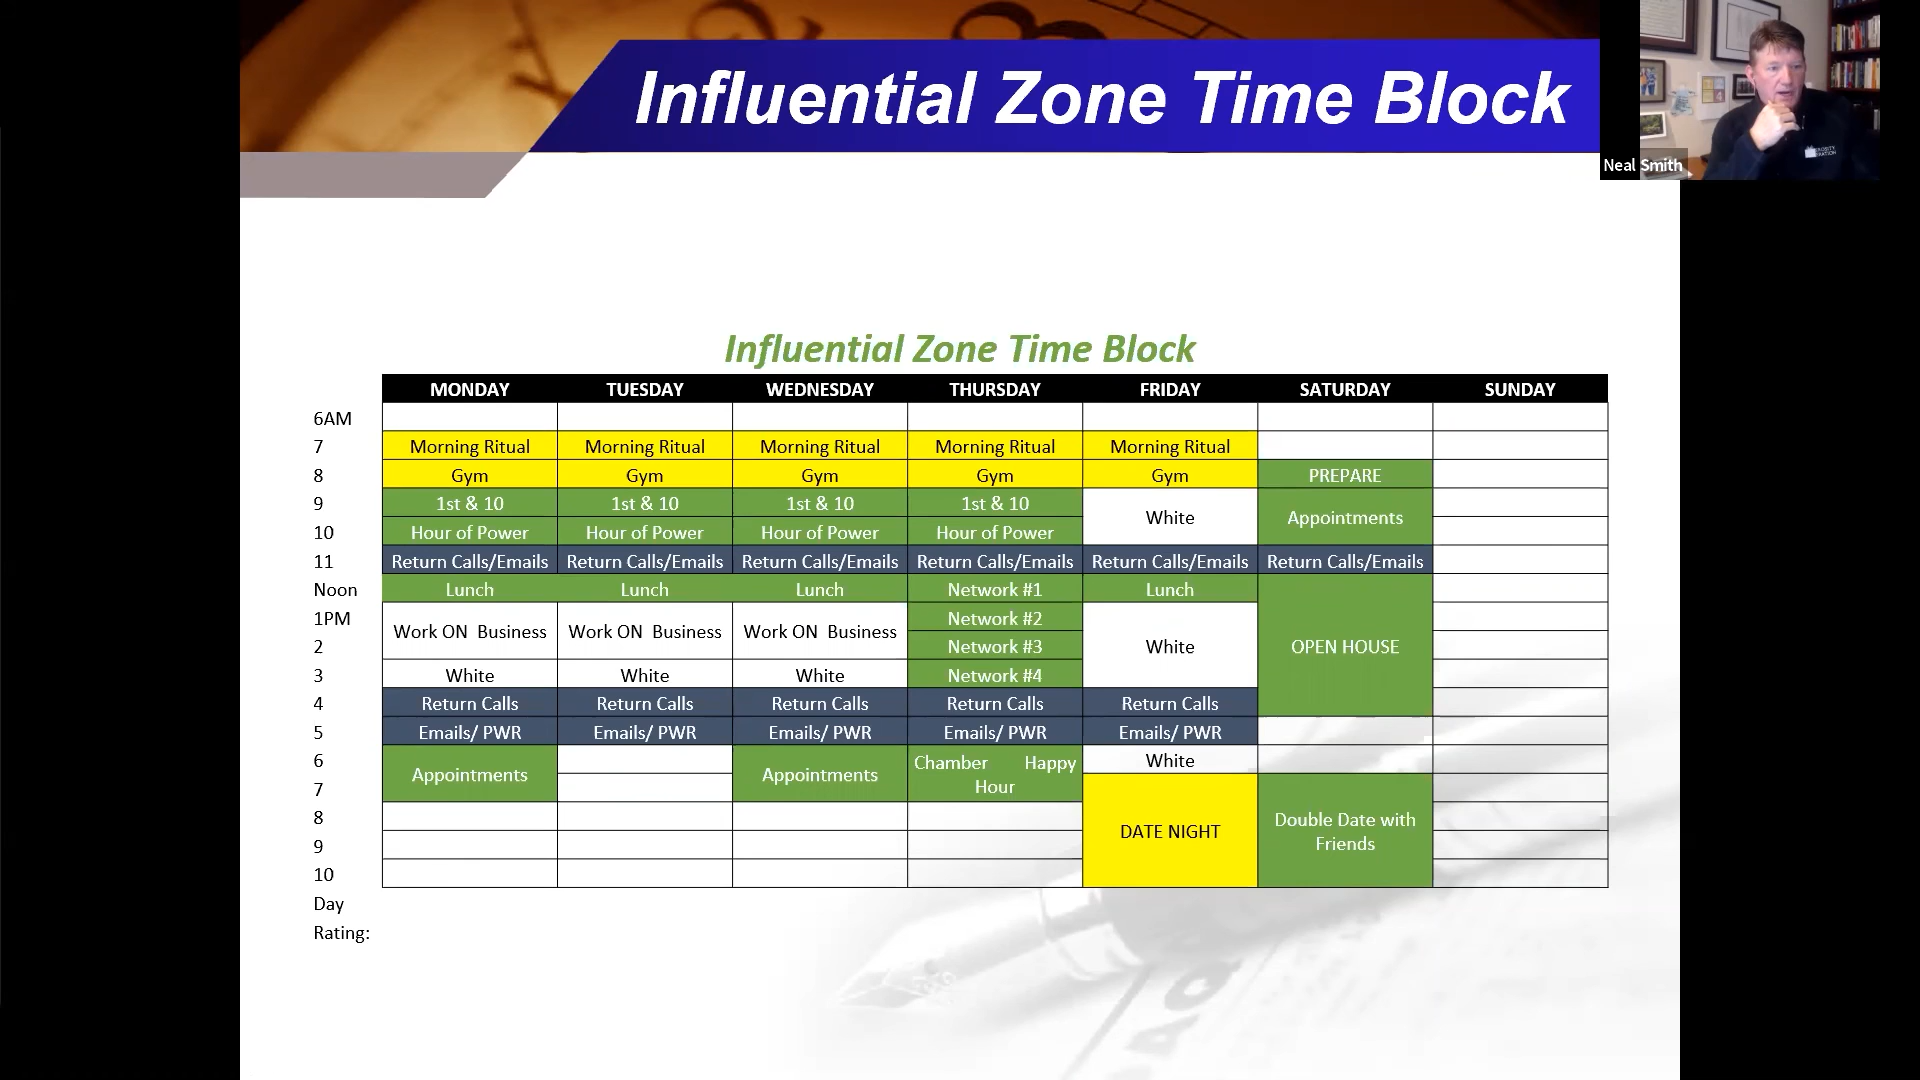 Influential Zone Time Block
Neal Smith
Influential Zone Time Block
MONDAY TUESDAY WEDNESDAY THURSDAY FRIDAY SATURDAY SUNDAY
6AM
7 Morning Ritual Morning Ritual Morning Ritual Morning Ritual Morning Ritual
8 Gym Gym Gym Gym Gym PREPARE
9 1st & 10 1st & 10 1st & 10 1st & 10 White Appointments
10 Hour of Power Hour of Power Hour of Power Hour of Power
11 Return Calls/Emails Return Calls/Emails Return Calls/Emails Return Calls/Emails Return Calls/Emails Return Calls/Emails
Noon Lunch Lunch Lunch Network #1 Lunch
1PM Work ON Business Work ON Business Work ON Business Network #2
2 Network #3 White OPEN HOUSE
3 White White White Network #4
4 Return Calls Return Calls Return Calls Return Calls Return Calls
5 Emails/ PWR Emails/ PWR Emails/ PWR Emails/ PWR Emails/ PWR
6 Appointments Appointments Chamber Happy White
7 Hour
8 DATE NIGHT Double Date with
9 Friends
10
Day
Rating: